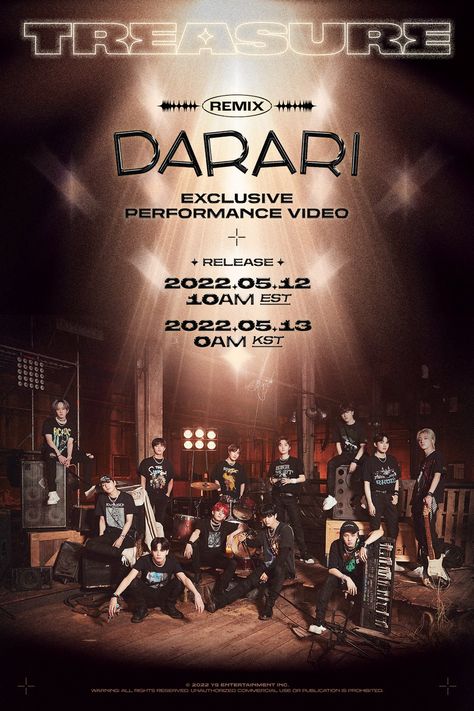 TREASURE
REMIX
DARARI
EXCLUSIVE
PERFORMANCE VIDEO
RELEASE
2022.05.12
10AM EST
2022.05.13
0AM KST
© 2022 YG ENTERTAINMENT INC.
WARNING: ALL RIGHTS RESERVED. UNAUTHORIZED COMMERCIAL USE OR PUBLICATION IS PROHIBITED.